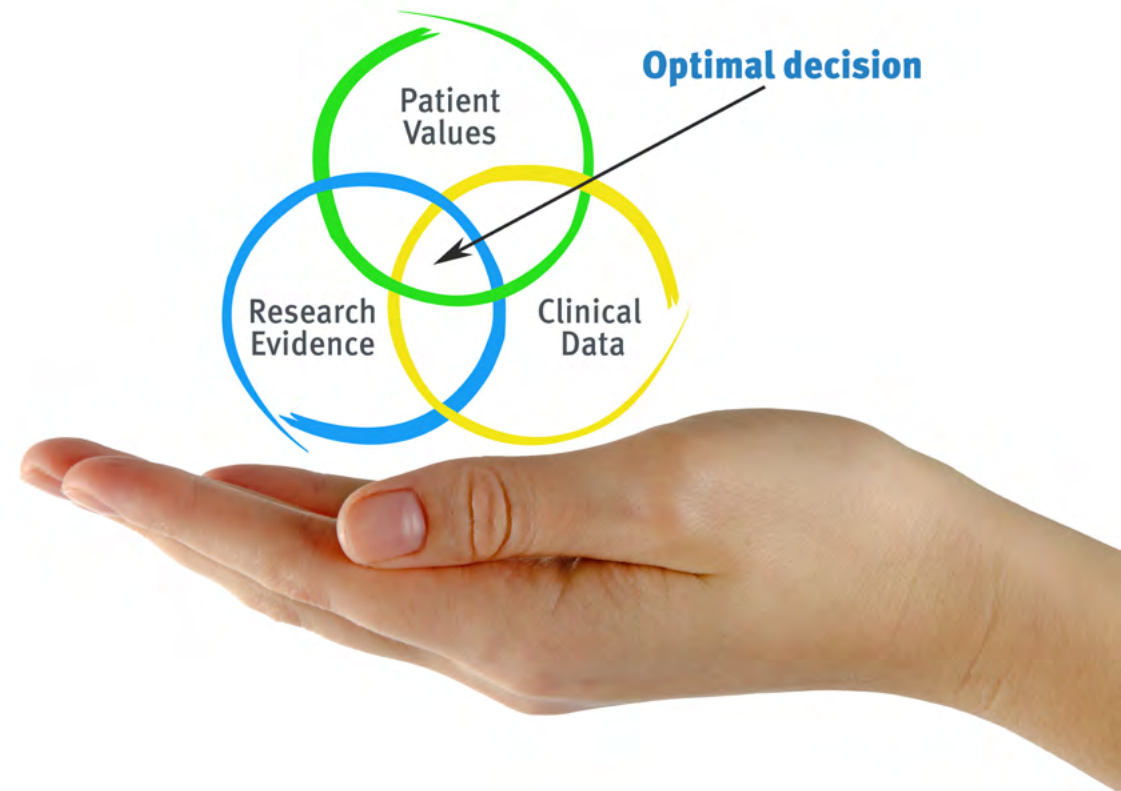 Optimal decision
Patient
Values
Research
Evidence
Clinical
Data